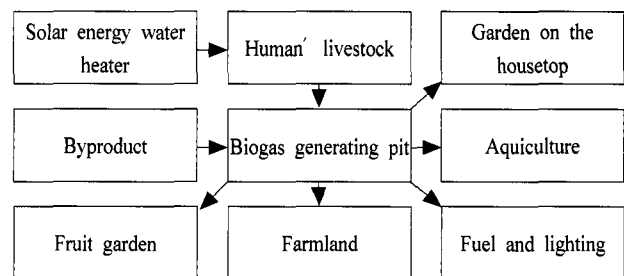 Solar energy water
heater
Human′ livestock
Garden on the
housetop
Byproduct
Biogas generating pit
Aquiculture
Fruit garden
Farmland
Fuel and lighting